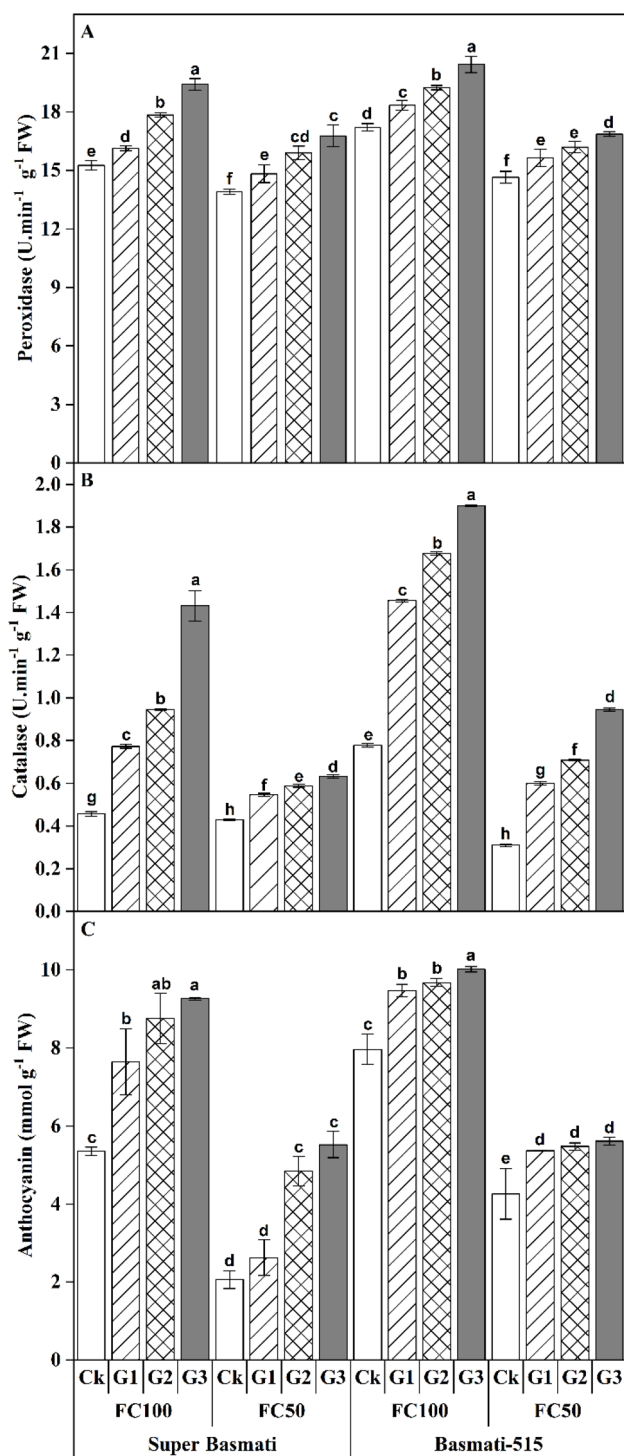 A
Peroxidase (U.min⁻¹ g⁻¹ FW)
21
18
15
12
9
6
3
0
e d b a f e cd c d c b a f e e d
B
Catalase (U.min⁻¹ g⁻¹ FW)
2.0
1.8
1.6
1.4
1.2
1.0
0.8
0.6
0.4
0.2
0.0
g c b a h f e d e c b a h g f d
C
Anthocyanin (mmol g⁻¹ FW)
10
8
6
4
2
0
c b ab a d d c c c b b a e d d d
Ck G1 G2 G3 Ck G1 G2 G3 Ck G1 G2 G3 Ck G1 G2 G3
FC100 FC50 FC100 FC50
Super Basmati Basmati-515